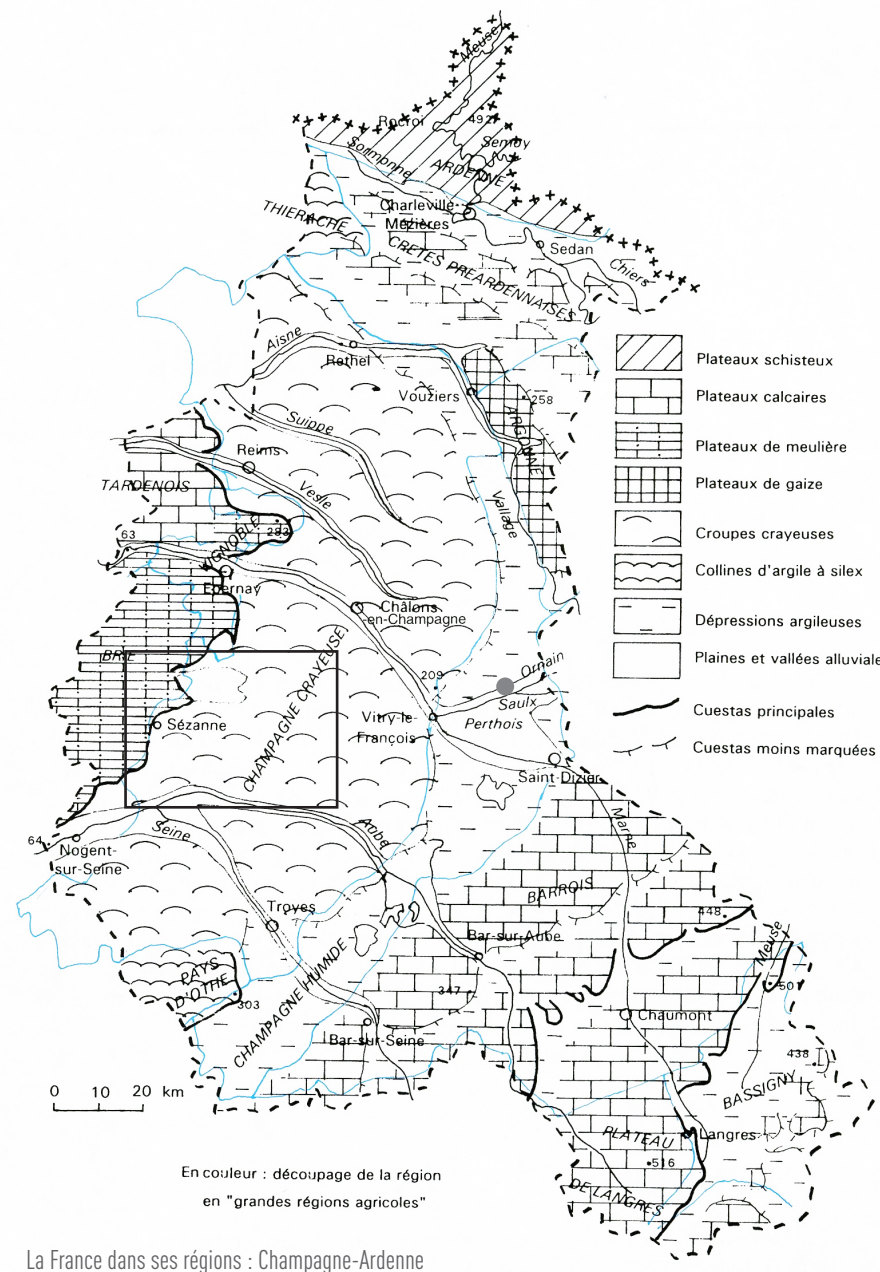 Meuse
Rocroi
492
Semoy
Sormonne
ARDENNE
THIERACHE
Charleville-
Mézières
Sedan
CRETES PREARDENNAISES
Chiers
Aisne
Rethel
Vouziers
258
ARGONNE
Suippe
Reims
Vesle
TARDENOIS
Vallage
VIGNOBLE
283
63
Epernay
Châlons
-en-Champagne
BRIE
CHAMPAGNE CRAYEUSE
209
Ornain
Saulx
Sézanne
Vitry-le-
François
Perthois
Saint-Dizier
Aube
Marne
Seine
64
Nogent-
sur-Seine
Troyes
BARROIS
448
Bar-sur-Aube
Meuse
PAYS
D'OTHE
303
CHAMPAGNE HUMIDE
347
501
Chaumont
Bar-sur-Seine
438
BASSIGNY
0 10 20 km
PLATEAU
Langres
516
DE LANGRES
Plateaux schisteux
Plateaux calcaires
Plateaux de meulière
Plateaux de gaize
Croupes crayeuses
Collines d'argile à silex
Dépressions argileuses
Plaines et vallées alluviale
Cuestas principales
Cuestas moins marquées
En couleur : découpage de la région
en "grandes régions agricoles"
La France dans ses régions : Champagne-Ardenne